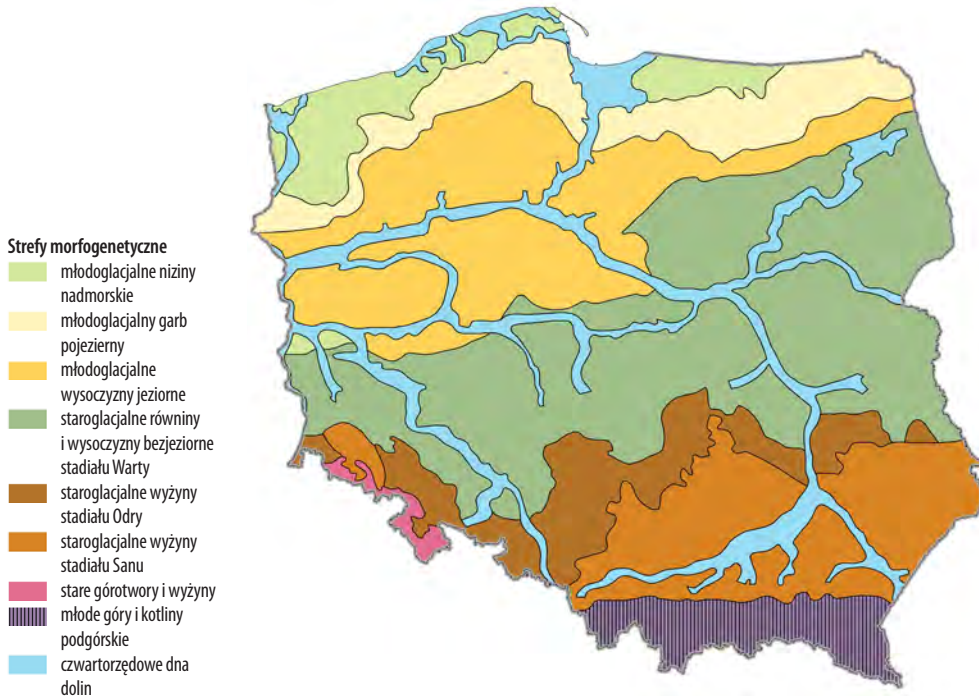 Strefy morfogenetyczne
młodoglacjalne niziny
nadmorskie
młodoglacjalny garb
pojezierny
młodoglacjalne
wysoczyzny jeziorne
staroglacjalne równiny
i wysoczyzny bezjeziorne
stadiału Warty
staroglacjalne wyżyny
stadiału Odry
staroglacjalne wyżyny
stadiału Sanu
stare górotwory i wyżyny
młode góry i kotliny
podgórskie
czwartorzędowe dna
dolin